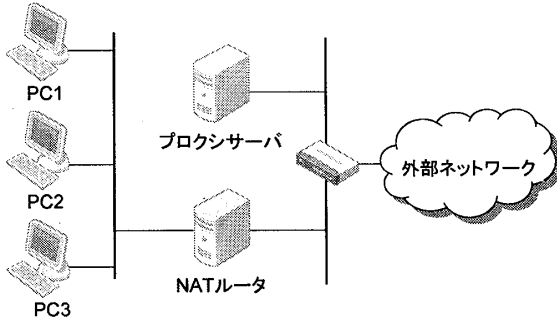 PC1
プロクシサーバ
外部ネットワーク
PC2
NATルータ
PC3